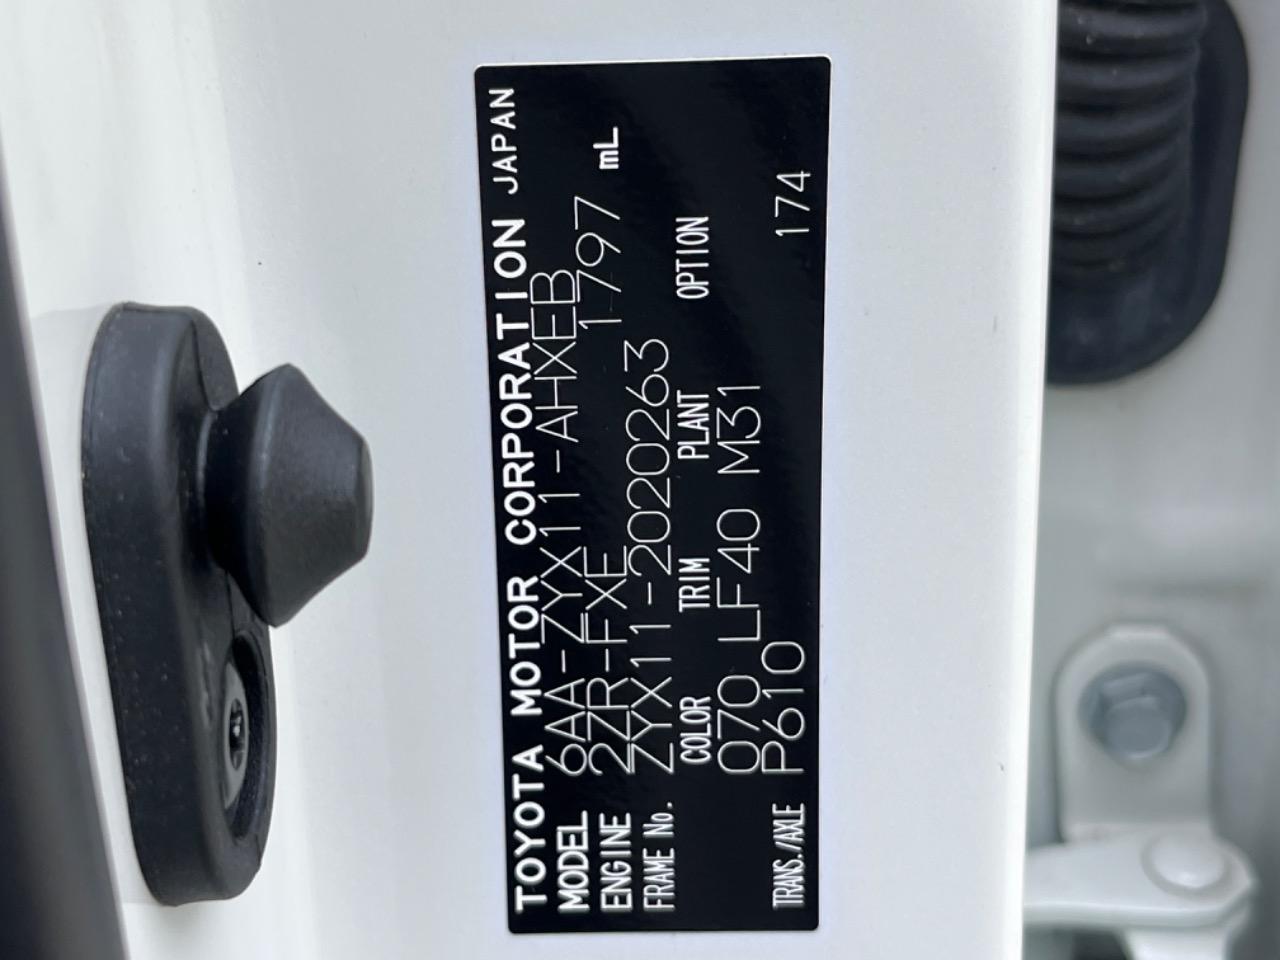 TOYOTA MOTOR CORPORATION JAPAN
MODEL 6AA-ZYX11-AHXEB
ENGINE 2ZR-FXE 1797 mL
FRAME No. ZYX11-2020263
COLOR TRIM PLANT OPTION
070 LF40 M31
TRANS./AXLE P610 174